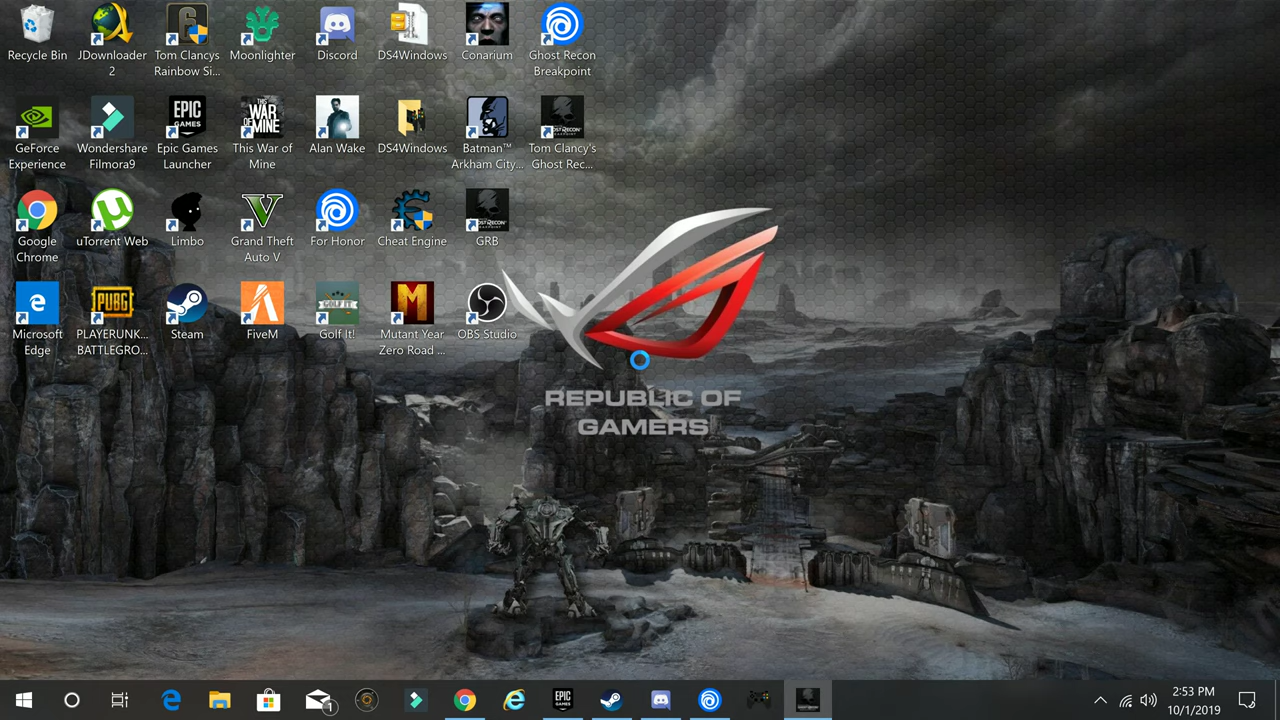 Recycle Bin
JDownloader
2
Tom Clancys
Rainbow Si...
Moonlighter
Discord
DS4Windows
Conarium
Ghost Recon
Breakpoint
GeForce
Experience
Wondershare
Filmora9
EPIC
GAMES
Epic Games
Launcher
THIS
WAR
OF
MINE
This War of
Mine
Alan Wake
DS4Windows
Batman™
Arkham City...
Tom Clancy's
Ghost Rec...
Google
Chrome
uTorrent Web
Limbo
V
Grand Theft
Auto V
For Honor
Cheat Engine
GRB
Microsoft
Edge
PUBG
PLAYERUNK...
BATTLEGRO...
Steam
FiveM
GOLF IT
Golf It!
Mutant Year
Zero Road ...
OBS Studio
REPUBLIC OF
GAMERS
1
EPIC
GAMES
2:53 PM
10/1/2019